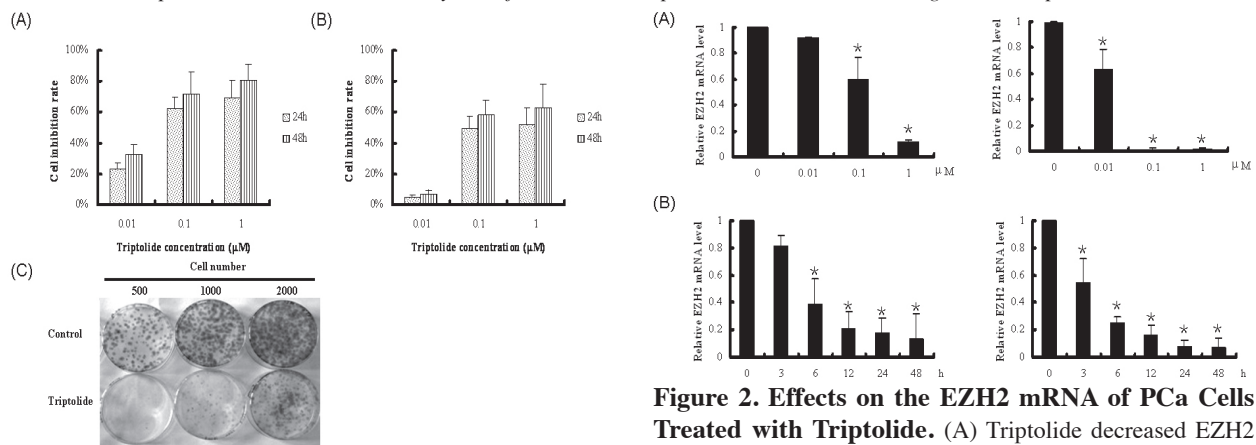 (A)
Cell inhibition rate
100%
80%
60%
40%
20%
0%
0.01 0.1 1
Triptolide concentration (μM)
24h
48h
(B)
Cell inbition rate
100%
80%
60%
40%
20%
0%
0.01 0.1 1
Triptolide concentration (μM)
24h
48h
(C)
Cell number
500 1000 2000
Control
Triptolide
(A)
Relative EZH2 mRNA level
1
0.8
0.6
0.4
0.2
0
* *
0 0.01 0.1 1 μM
Relative EZH2 mRNA level
1
0.8
0.6
0.4
0.2
0
* * *
0 0.01 0.1 1 μM
(B)
Relative EZH2 mRNA level
1
0.8
0.6
0.4
0.2
0
* * * *
0 3 6 12 24 48 h
Relative EZH2 mRNA level
1
0.8
0.6
0.4
0.2
0
* * * * *
0 3 6 12 24 48 h
Figure 2. Effects on the EZH2 mRNA of PCa Cells
Treated with Triptolide. (A) Triptolide decreased EZH2